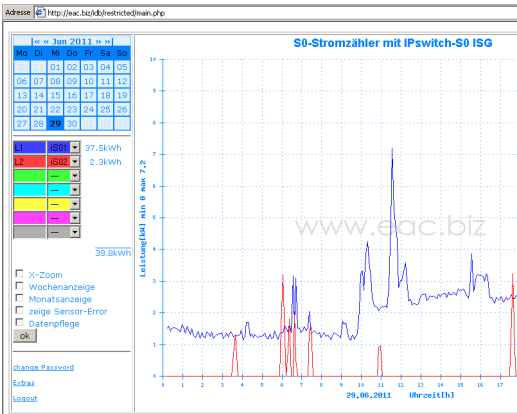 Adresse http://eac.biz/idb/restricted/main.php
S0-Stromzähler mit IPswitch-S0 ISG
|«« « Jun 2011 » »»|
Mo Di Mi Do Fr Sa So
30 31 01 02 03 04 05
06 07 08 09 10 11 12
13 14 15 16 17 18 19
20 21 22 23 24 25 26
27 28 29 30 01 02 03
L1 iS01 37.5kWh
L2 iS02 2.3kWh
—
—
—
—
—
39.8kWh
X-Zoom
Wochenanzeige
Monatsanzeige
zeige Sensor-Error
Datenpflege
ok
change Password
Extras
Logout
Leistung[kW] min 0 max 7,2
10
9
8
7
6
5
4
3
2
1
0
www.eac.biz
0 1 2 3 4 5 6 7 8 9 10 11 12 13 14 15 16 17
29.06.2011 Uhrzeit[h]